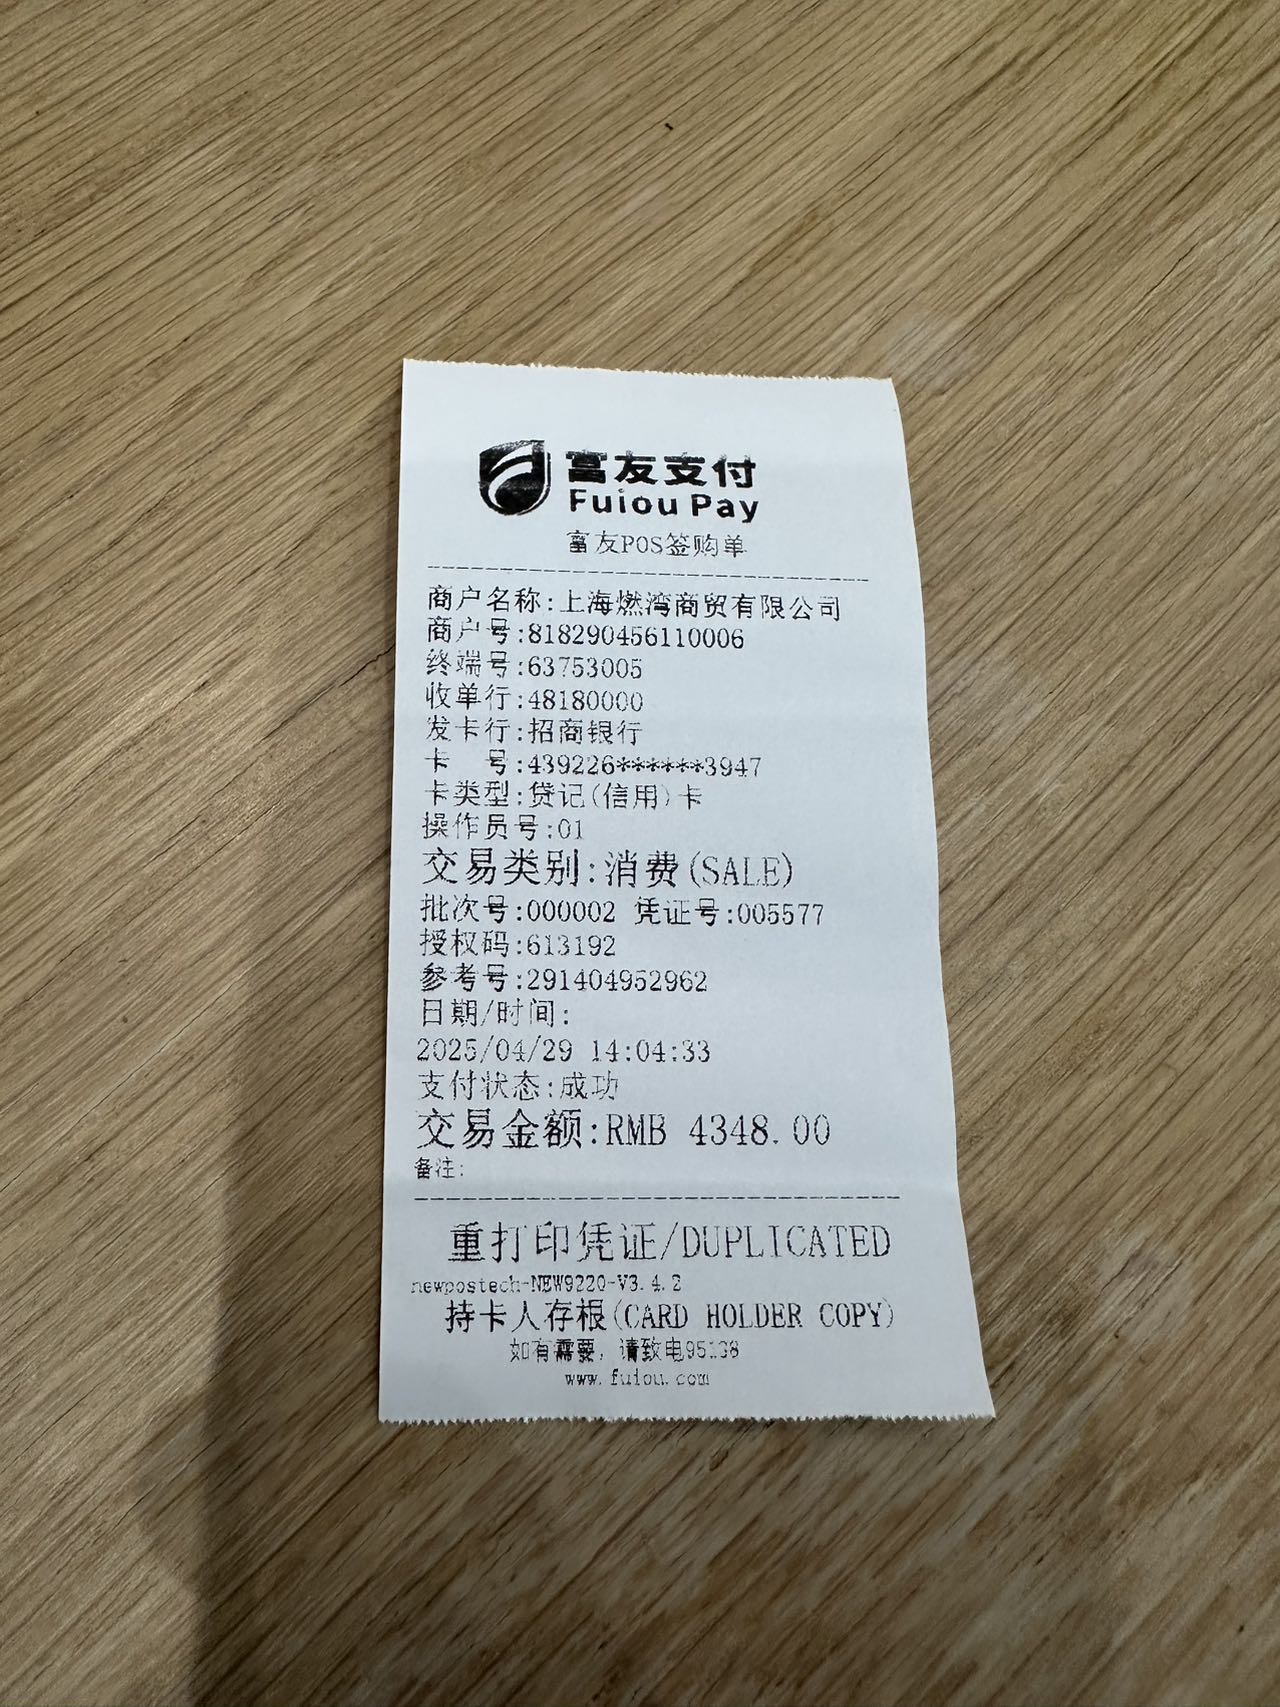 富友支付
Fuiou Pay
富友POS签购单
商户名称:上海燃湾商贸有限公司
商户号:818290456110006
终端号:63753005
收单行:48180000
发卡行:招商银行
卡 号:439226******3947
卡类型:贷记(信用)卡
操作员号:01
交易类别:消费(SALE)
批次号:000002 凭证号:005577
授权码:613192
参考号:291404952962
日期/时间:
2025/04/29 14:04:33
支付状态:成功
交易金额:RMB 4348.00
备注:
重打印凭证/DUPLICATED
newpostech-NEW9220-V3.4.2
持卡人存根(CARD HOLDER COPY)
如有需要，请致电95138
www.fuiou.com